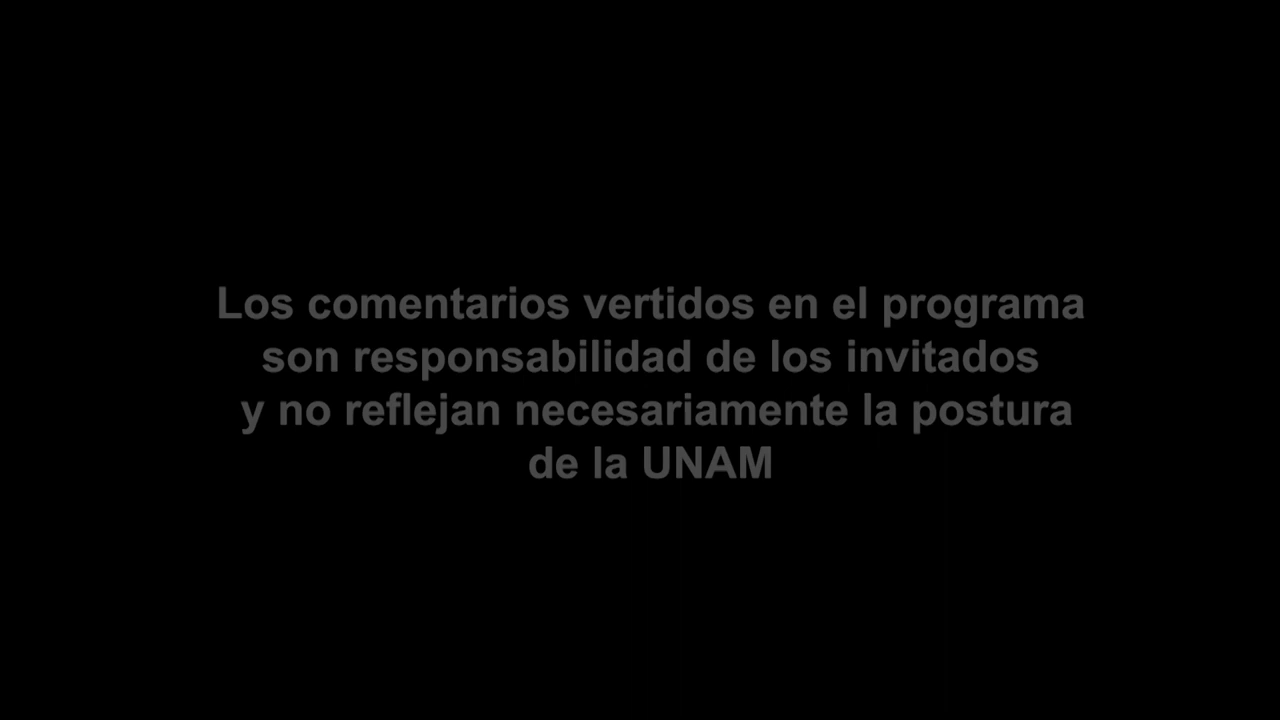 Los comentarios vertidos en el programa
son responsabilidad de los invitados
y no reflejan necesariamente la postura
de la UNAM